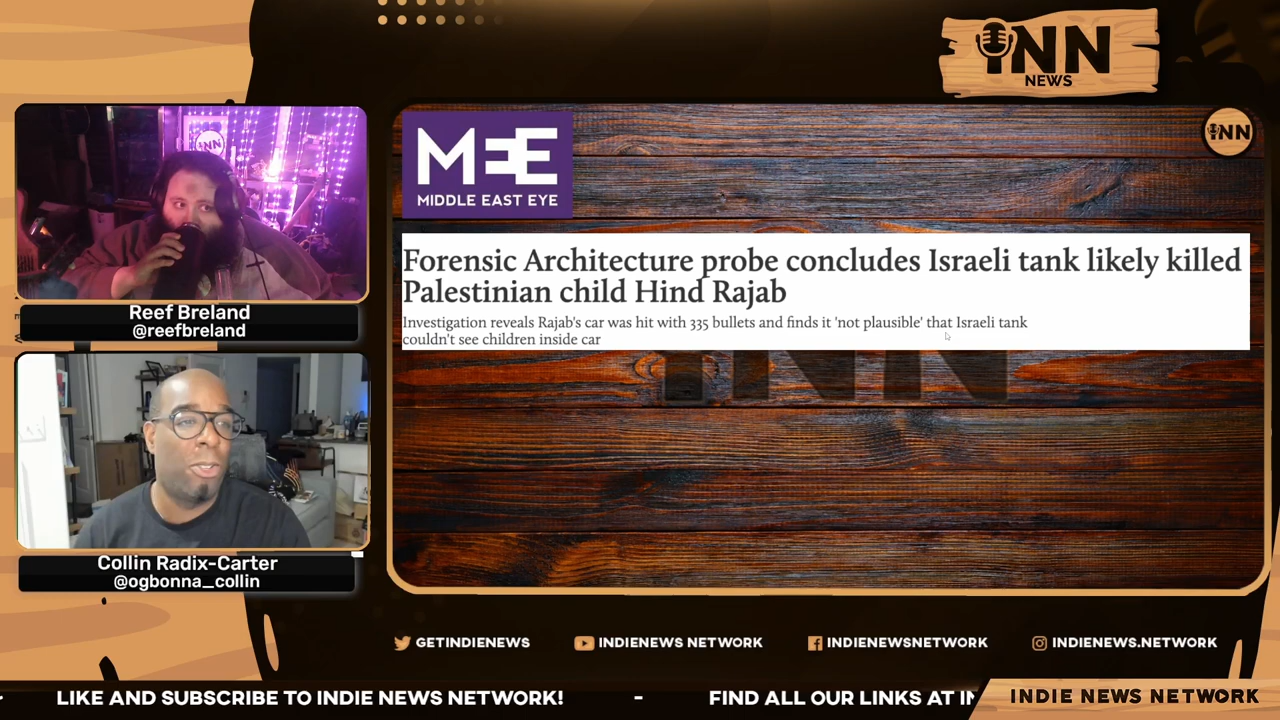 iNN
NEWS
iNN
MEE
MIDDLE EAST EYE
Forensic Architecture probe concludes Israeli tank likely killed
Palestinian child Hind Rajab
Investigation reveals Rajab's car was hit with 335 bullets and finds it 'not plausible' that Israeli tank
couldn't see children inside car
iNN
Reef Breland
@reefbreland
Collin Radix-Carter
@ogbonna_collin
GETINDIENEWS
INDIENEWS NETWORK
INDIENEWSNETWORK
INDIENEWS.NETWORK
- LIKE AND SUBSCRIBE TO INDIE NEWS NETWORK! - FIND ALL OUR LINKS AT
INDIE NEWS NETWORK